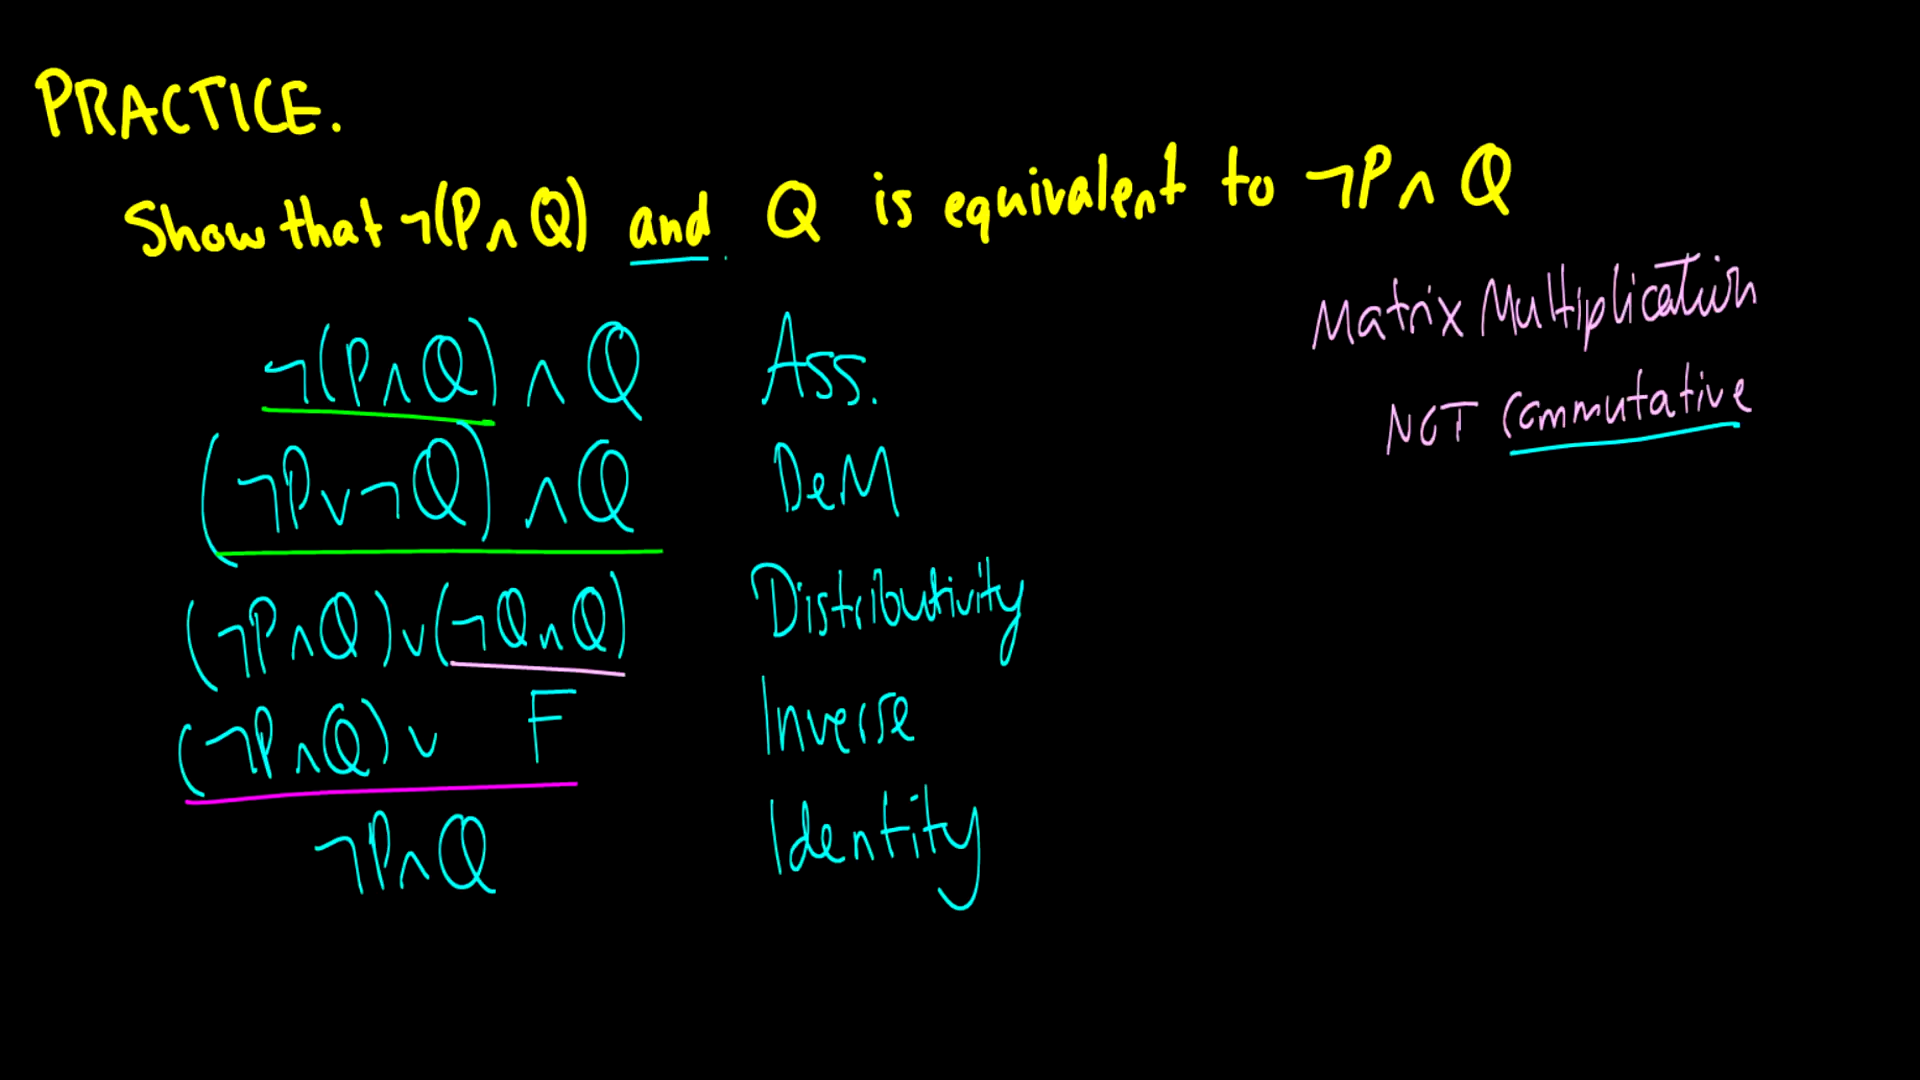 PRACTICE.
Show that ¬(P∧Q) and Q is equivalent to ¬P∧Q
Matrix Multiplication
NOT Commutative
¬(P∧Q) ∧ Q Ass.
(¬P∨¬Q) ∧ Q DeM
(¬P∧Q)∨(¬Q∧Q) Distributivity
(¬P∧Q)∨ F Inverse
¬P∧Q Identity